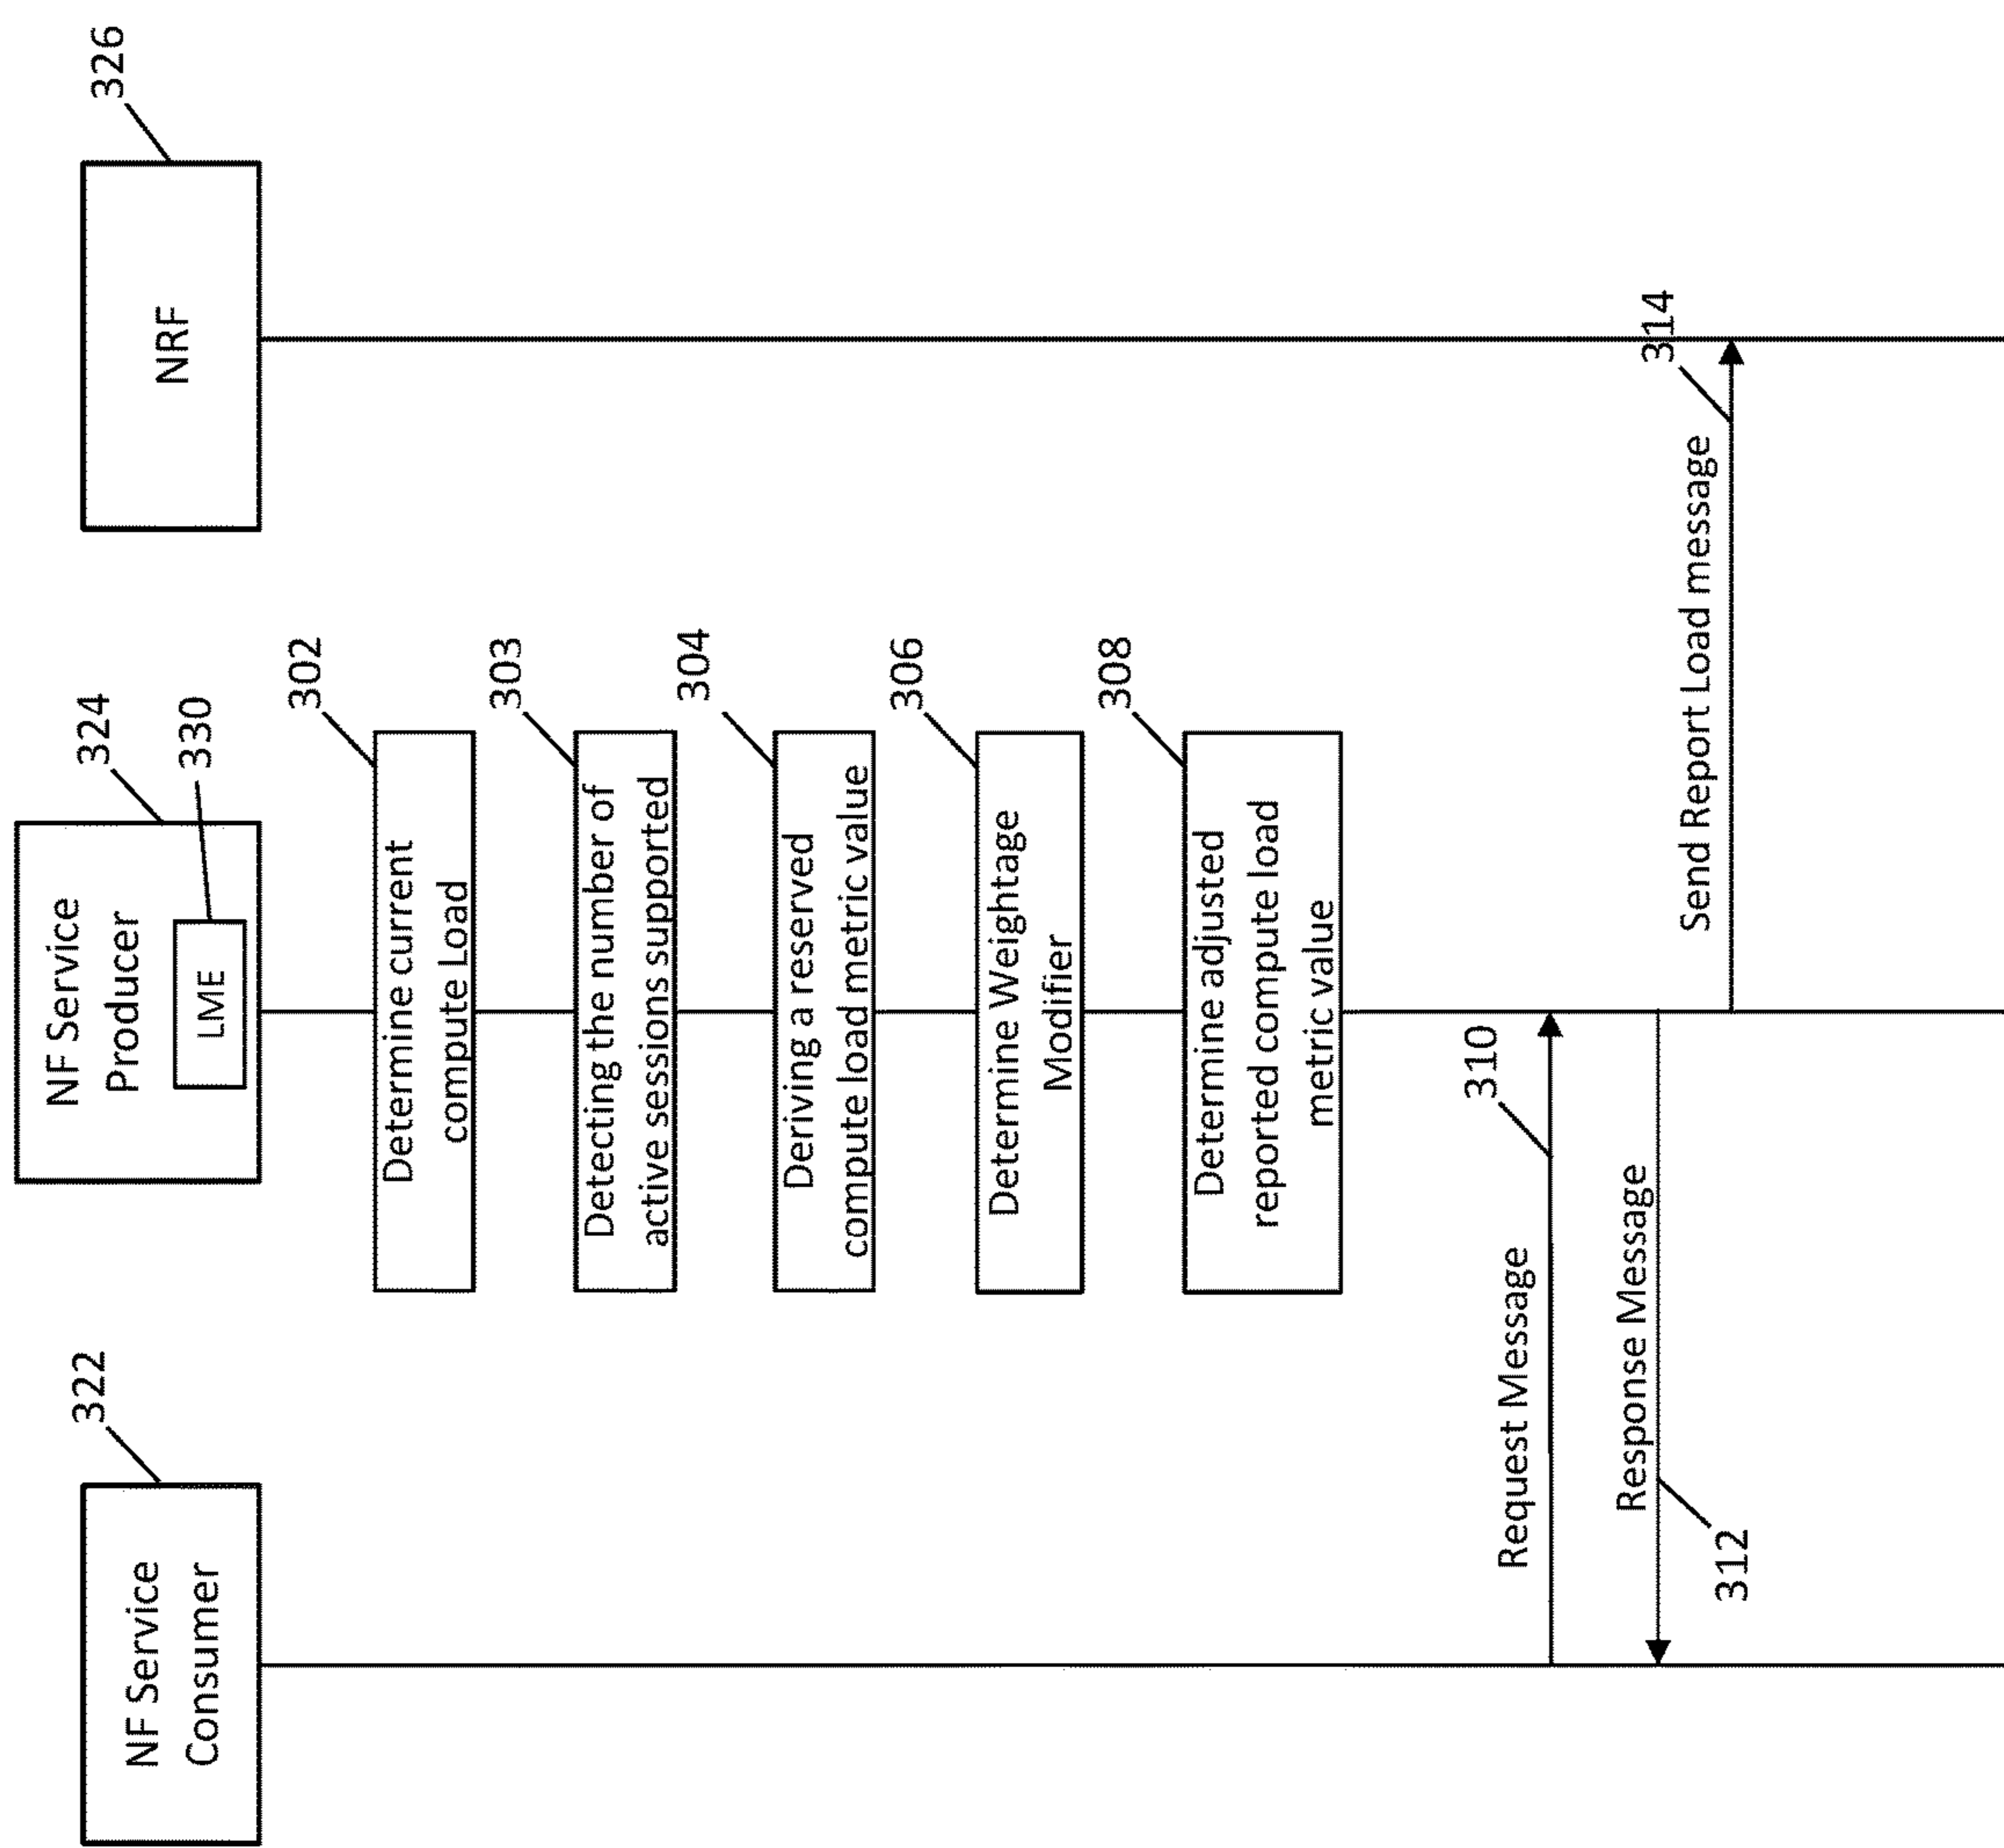 322
NF Service
Consumer
324
NF Service
Producer
330
LME
326
NRF
302
Determine current
compute Load
303
Detecting the number of
active sessions supported
304
Deriving a reserved
compute load metric value
306
Determine Weightage
Modifier
308
Determine adjusted
reported compute load
metric value
310
Request Message
Response Message
312
314
Send Report Load message